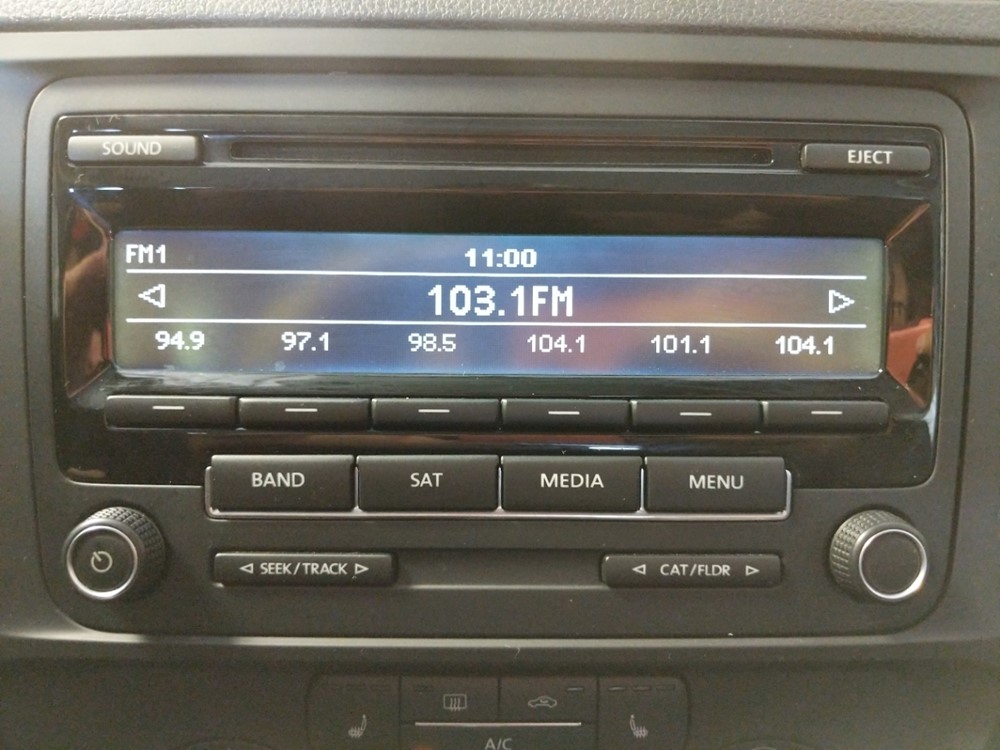 SOUND EJECT
FM1 11:00
103.1FM
94.9 97.1 98.5 104.1 101.1 104.1
BAND SAT MEDIA MENU
SEEK/TRACK CAT/FLDR
A/C